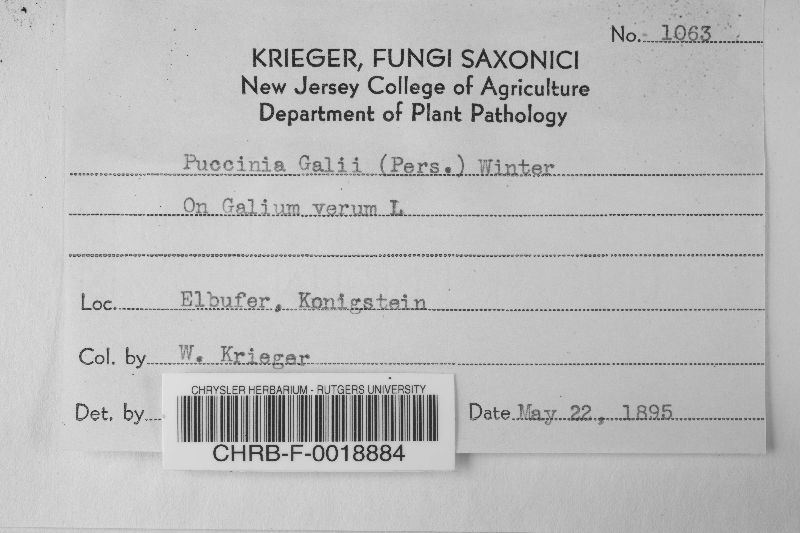 No. 1063
KRIEGER, FUNGI SAXONICI
New Jersey College of Agriculture
Department of Plant Pathology
Puccinia Galii (Pers.) Winter
On Galium verum L
Loc. Elbufer, Konigstein
Col. by W. Krieger
CHRYSLER HERBARIUM - RUTGERS UNIVERSITY
Det. by
Date May 22, 1895
CHRB-F-0018884